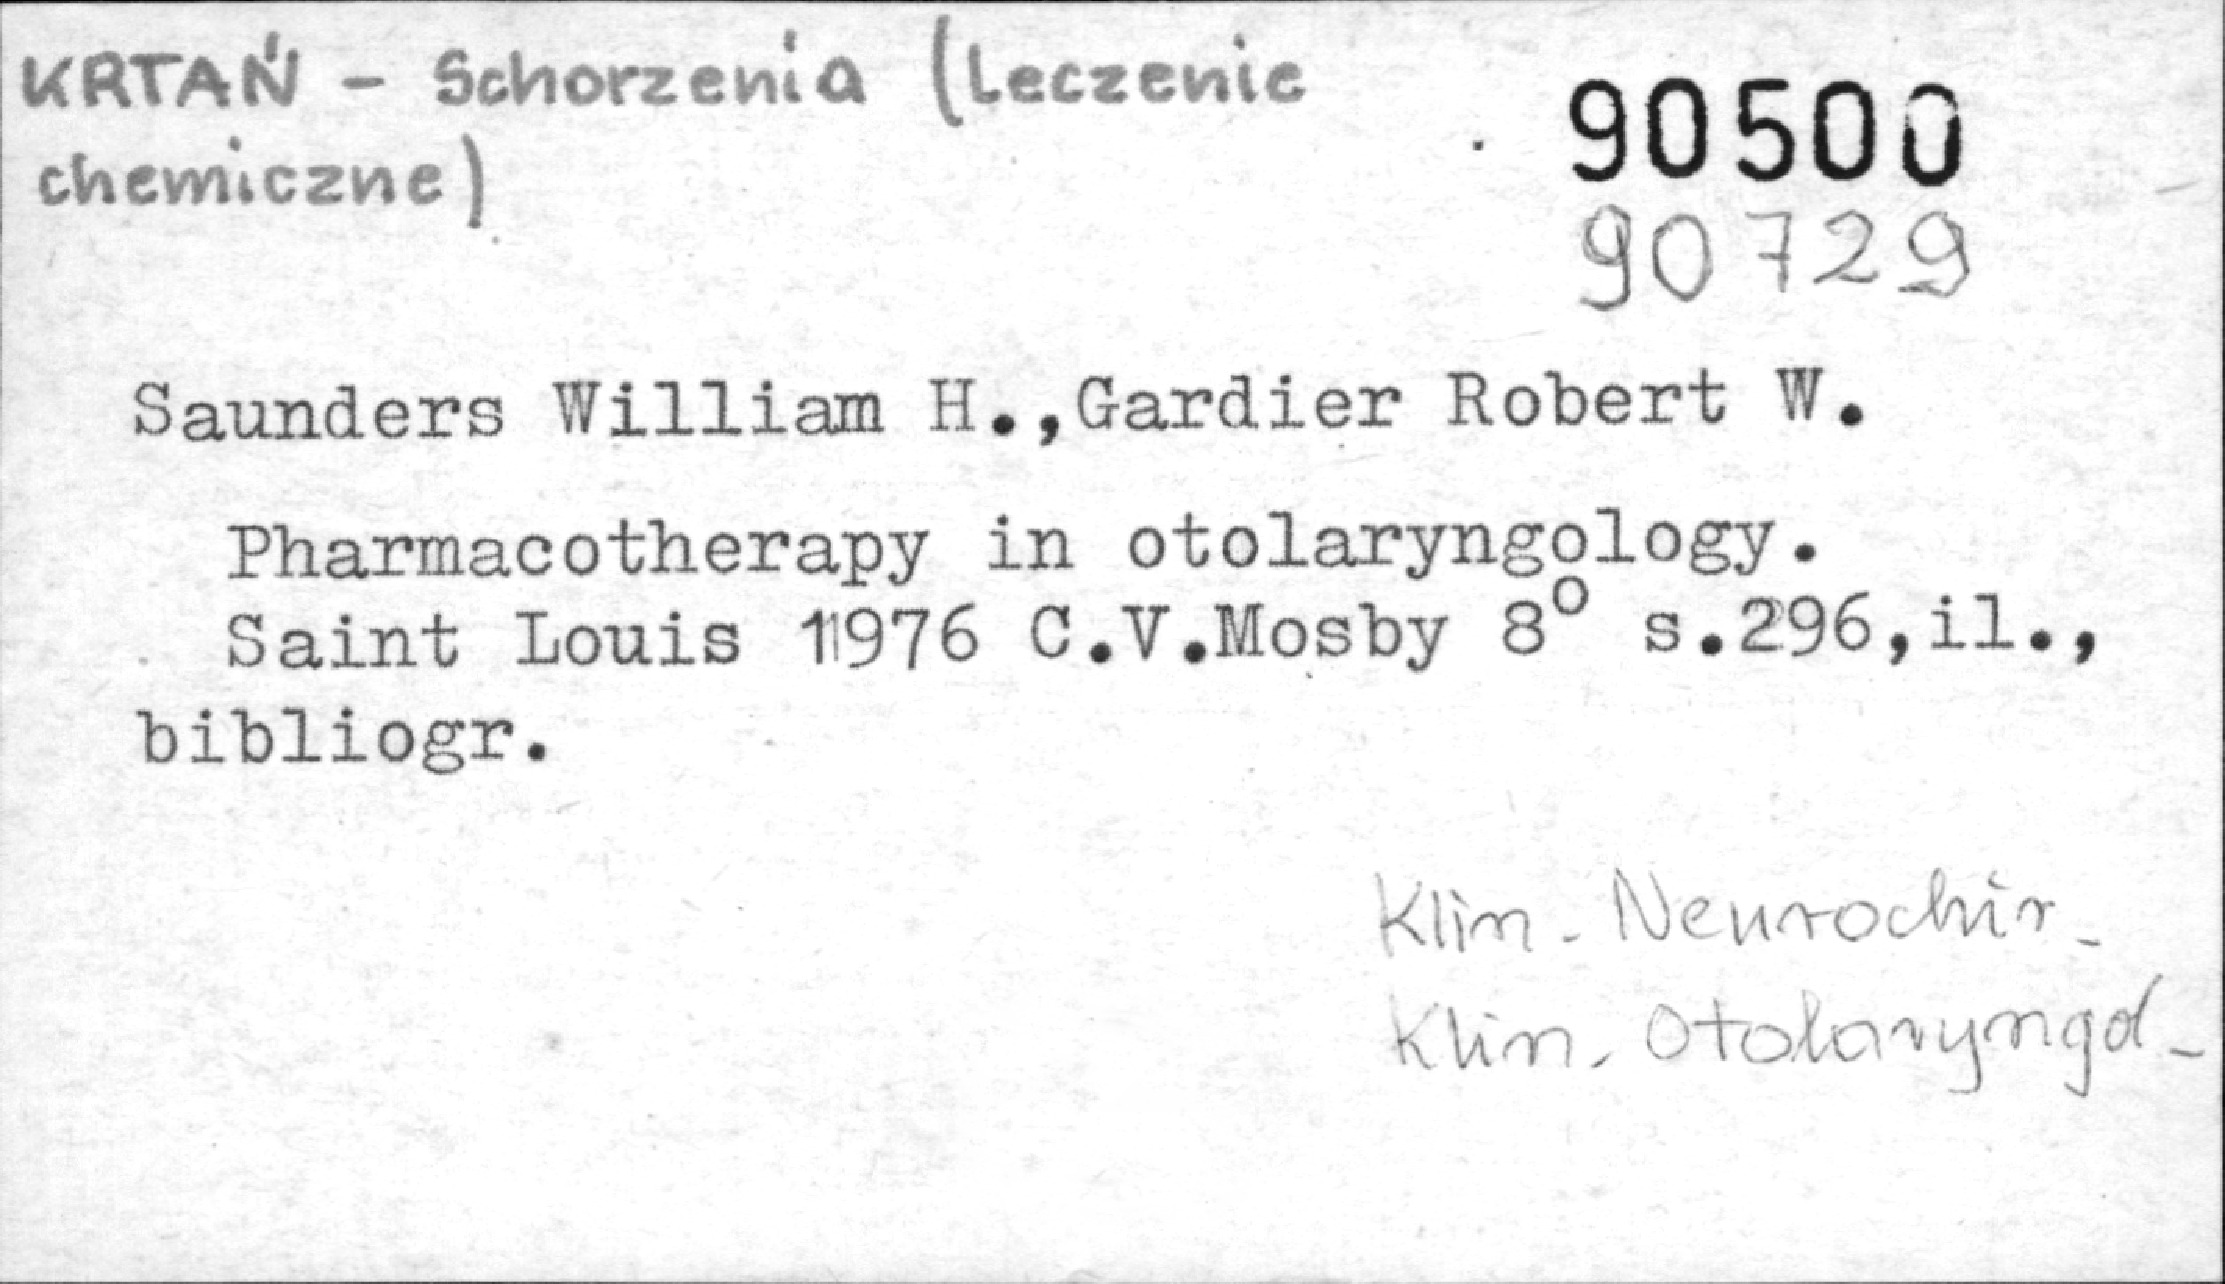 KRTAŃ - Schorzenia (Leczenie
chemiczne)
90500
90729
Saunders William H.,Gardier Robert W.
Pharmacotherapy in otolaryngology.
Saint Louis 1976 C.V.Mosby 8° s.296,il.,
bibliogr.
Klin. Neurochir.
Klin. Otolaryngol.